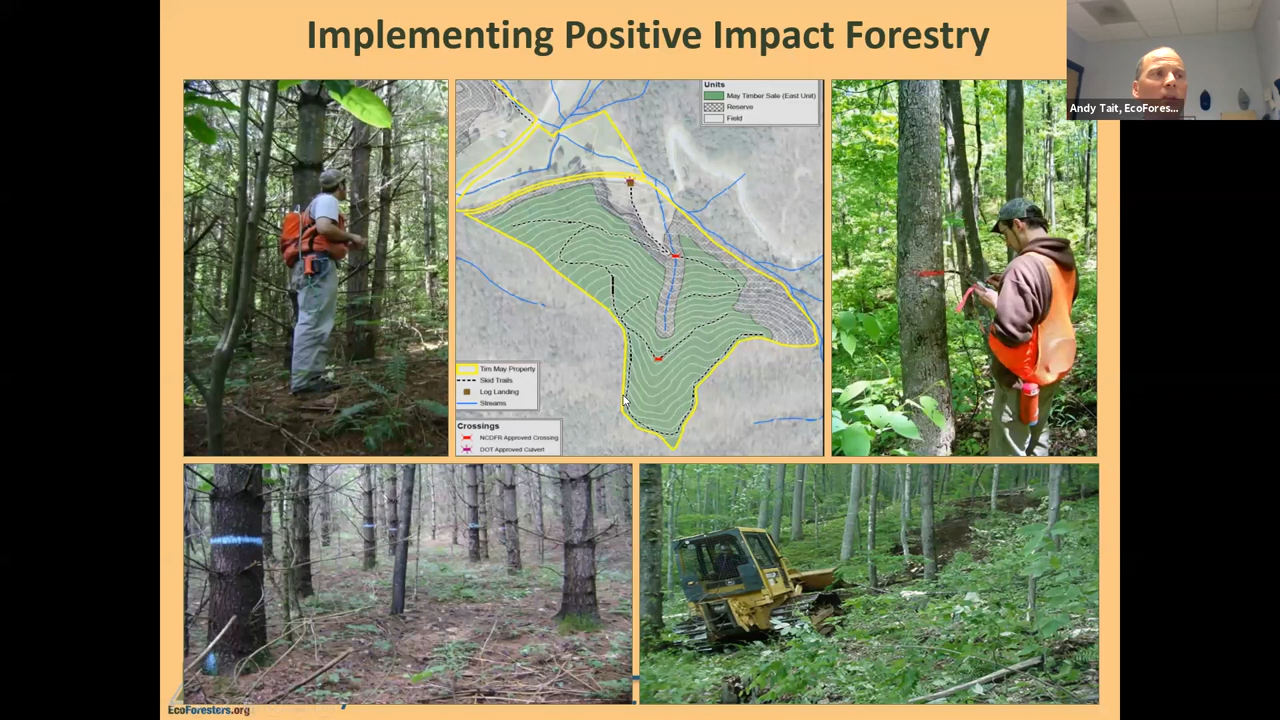 Implementing Positive Impact Forestry
Andy Tait, EcoFores...
Units
May Timber Sale (East Unit)
Reserve
Field
Tim May Property
Skid Trails
Log Landing
Streams
Crossings
NCDFR Approved Crossing
DOT Approved Culvert
EcoForesters.org